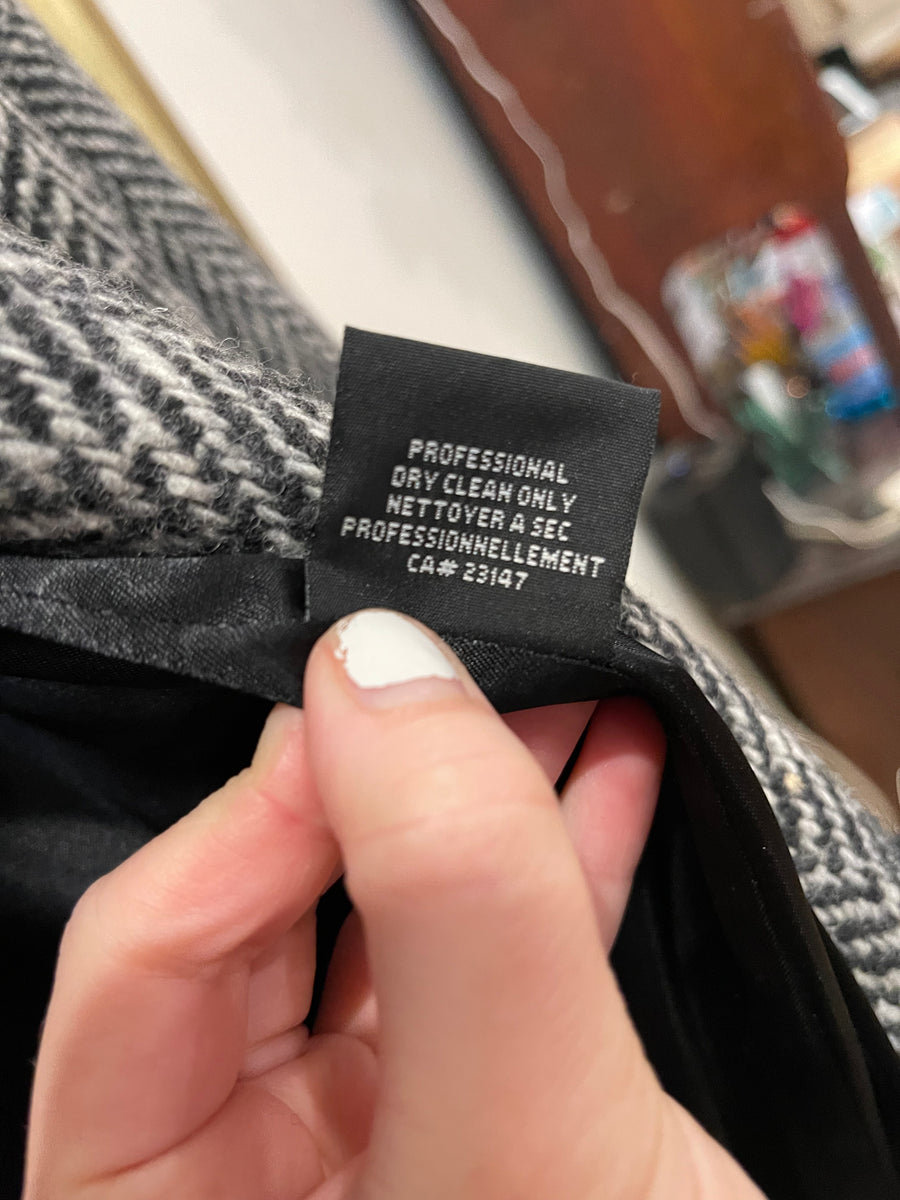 PROFESSIONAL
DRY CLEAN ONLY
NETTOYER A SEC
PROFESSIONNELLEMENT
CA# 23147